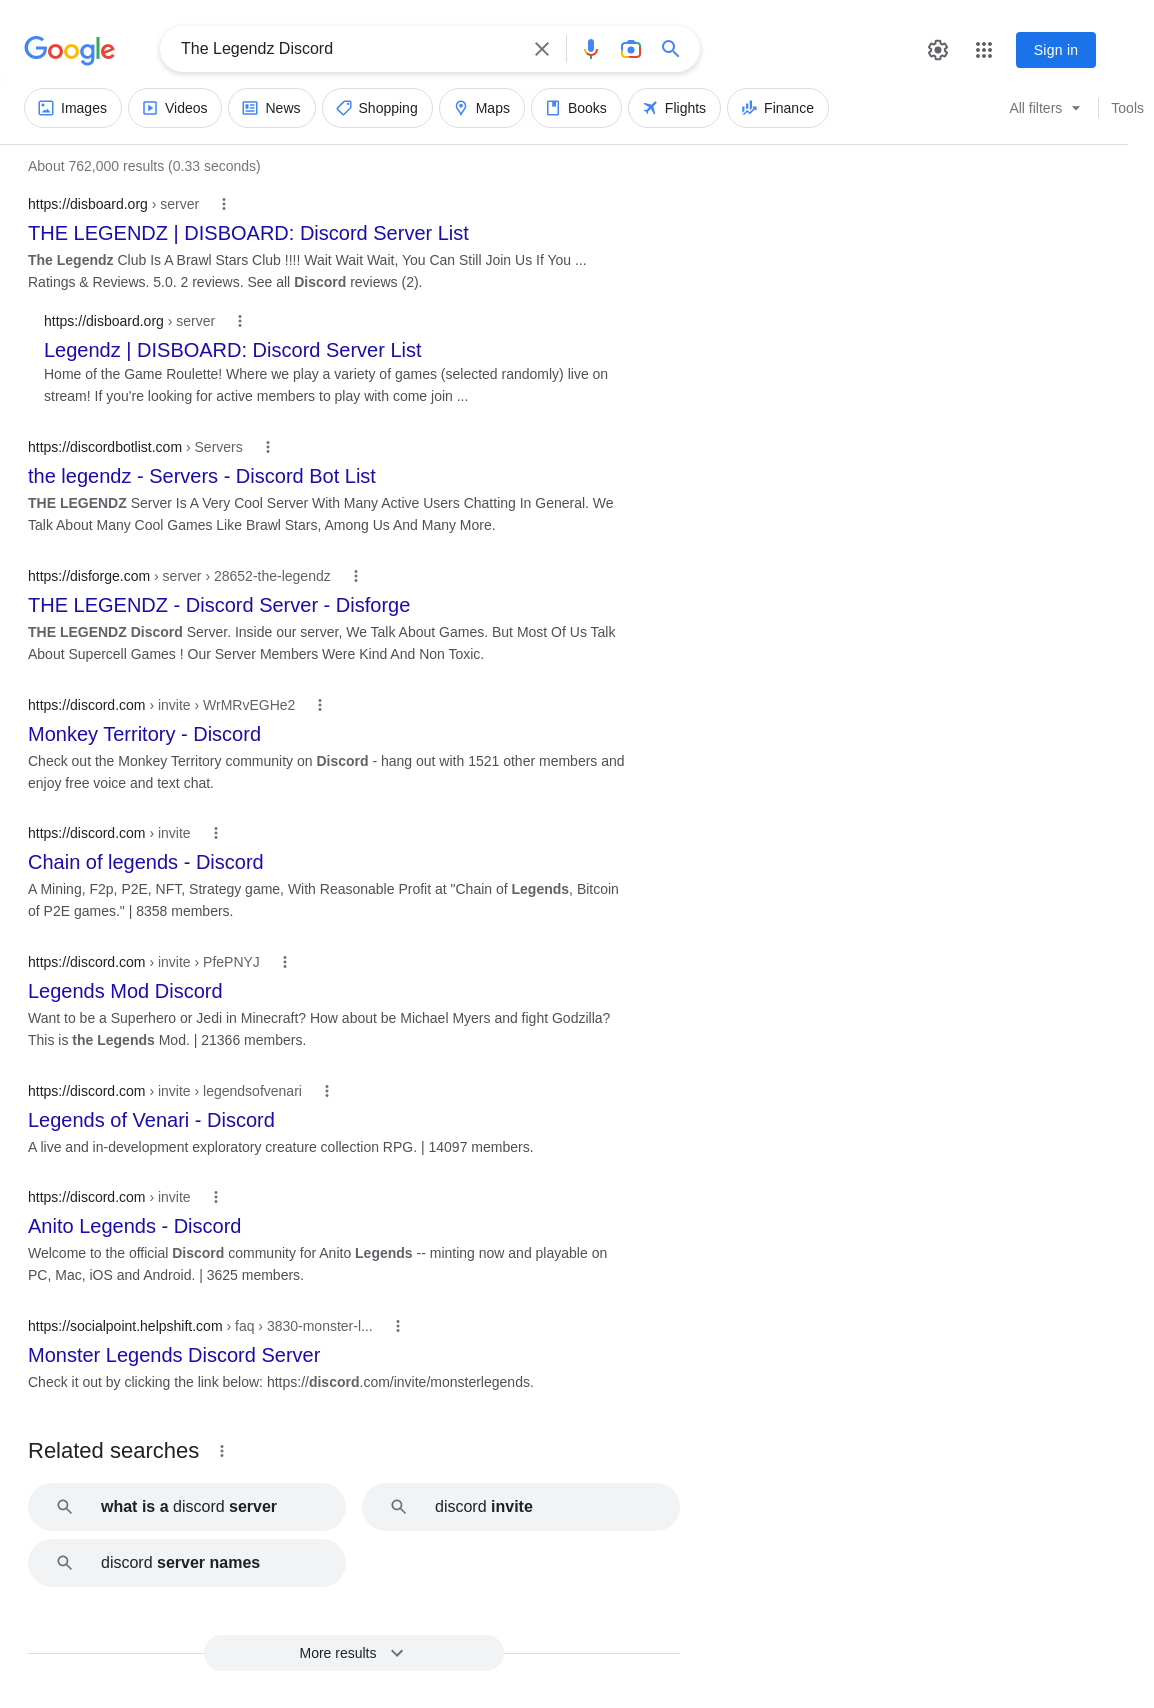 Google
The Legendz Discord
Sign in
Images
Videos
News
Shopping
Maps
Books
Flights
Finance
All filters
Tools
About 762,000 results (0.33 seconds)
https://disboard.org › server
THE LEGENDZ | DISBOARD: Discord Server List
The Legendz Club Is A Brawl Stars Club !!!! Wait Wait Wait, You Can Still Join Us If You ...
Ratings & Reviews. 5.0. 2 reviews. See all Discord reviews (2).
https://disboard.org › server
Legendz | DISBOARD: Discord Server List
Home of the Game Roulette! Where we play a variety of games (selected randomly) live on
stream! If you're looking for active members to play with come join ...
https://discordbotlist.com › Servers
the legendz - Servers - Discord Bot List
THE LEGENDZ Server Is A Very Cool Server With Many Active Users Chatting In General. We
Talk About Many Cool Games Like Brawl Stars, Among Us And Many More.
https://disforge.com › server › 28652-the-legendz
THE LEGENDZ - Discord Server - Disforge
THE LEGENDZ Discord Server. Inside our server, We Talk About Games. But Most Of Us Talk
About Supercell Games ! Our Server Members Were Kind And Non Toxic.
https://discord.com › invite › WrMRvEGHe2
Monkey Territory - Discord
Check out the Monkey Territory community on Discord - hang out with 1521 other members and
enjoy free voice and text chat.
https://discord.com › invite
Chain of legends - Discord
A Mining, F2p, P2E, NFT, Strategy game, With Reasonable Profit at "Chain of Legends, Bitcoin
of P2E games." | 8358 members.
https://discord.com › invite › PfePNYJ
Legends Mod Discord
Want to be a Superhero or Jedi in Minecraft? How about be Michael Myers and fight Godzilla?
This is the Legends Mod. | 21366 members.
https://discord.com › invite › legendsofvenari
Legends of Venari - Discord
A live and in-development exploratory creature collection RPG. | 14097 members.
https://discord.com › invite
Anito Legends - Discord
Welcome to the official Discord community for Anito Legends -- minting now and playable on
PC, Mac, iOS and Android. | 3625 members.
https://socialpoint.helpshift.com › faq › 3830-monster-l...
Monster Legends Discord Server
Check it out by clicking the link below: https://discord.com/invite/monsterlegends.
Related searches
what is a discord server
discord invite
discord server names
More results